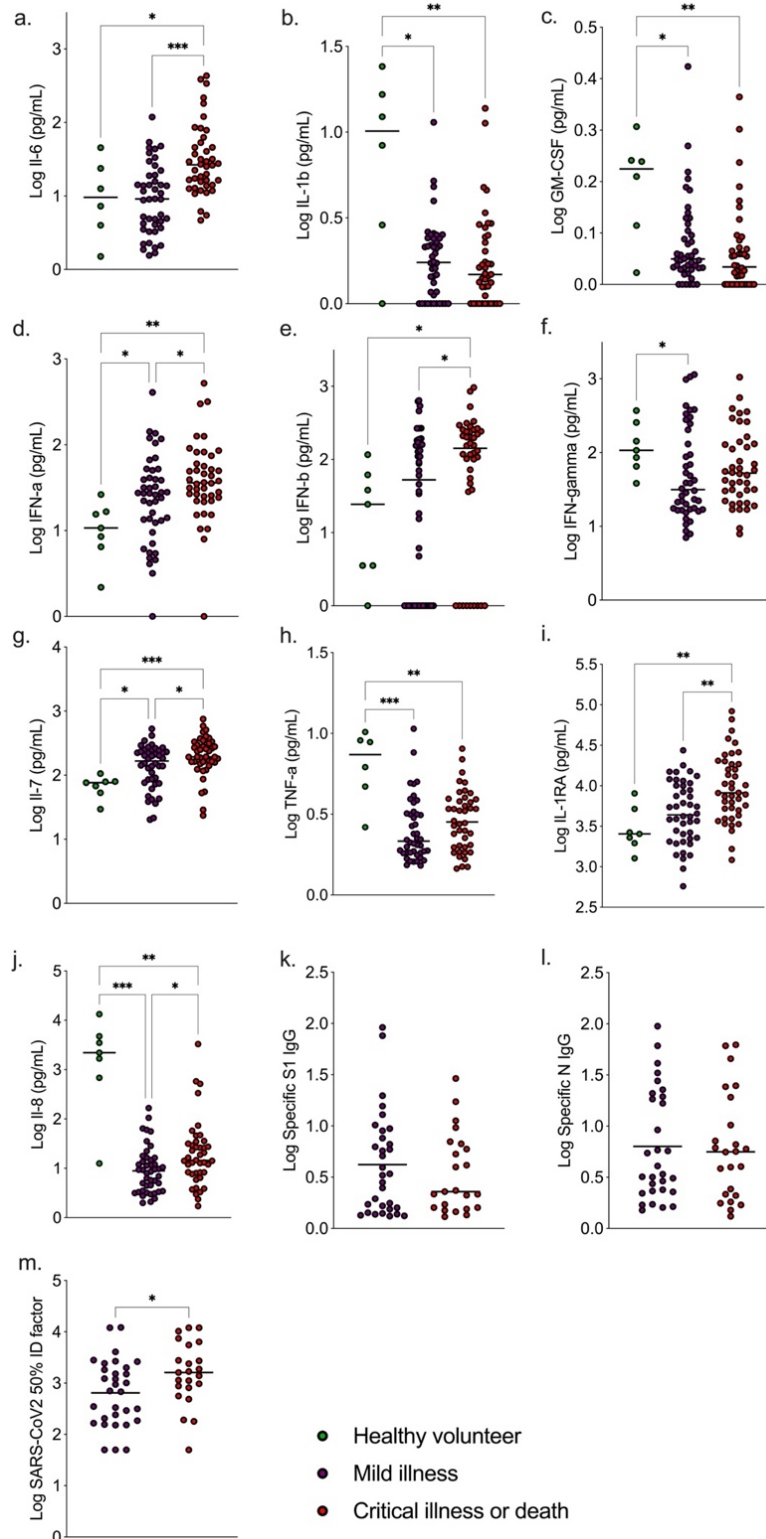 a.
*
***
3
2
1
0
Log Il-6 (pg/mL)
b.
**
*
1.5
1.0
0.5
0.0
Log IL-1b (pg/mL)
c.
**
*
0.5
0.4
0.3
0.2
0.1
0.0
Log GM-CSF (pg/mL)
d.
**
* *
3
2
1
0
Log IFN-a (pg/mL)
e.
*
*
3
2
1
0
Log IFN-b (pg/mL)
f.
*
3
2
1
0
Log IFN-gamma (pg/mL)
g.
***
* *
4
3
2
1
0
Log Il-7 (pg/mL)
h.
**
***
1.5
1.0
0.5
0.0
Log TNF-a (pg/mL)
i.
**
**
5.5
5.0
4.5
4.0
3.5
3.0
2.5
Log IL-1RA (pg/mL)
j.
**
*** *
5
4
3
2
1
0
Log Il-8 (pg/mL)
k.
2.5
2.0
1.5
1.0
0.5
0.0
Log Specific S1 IgG
l.
2.5
2.0
1.5
1.0
0.5
0.0
Log Specific N IgG
m.
*
5
4
3
2
1
0
Log SARS-CoV2 50% ID factor
Healthy volunteer
Mild illness
Critical illness or death